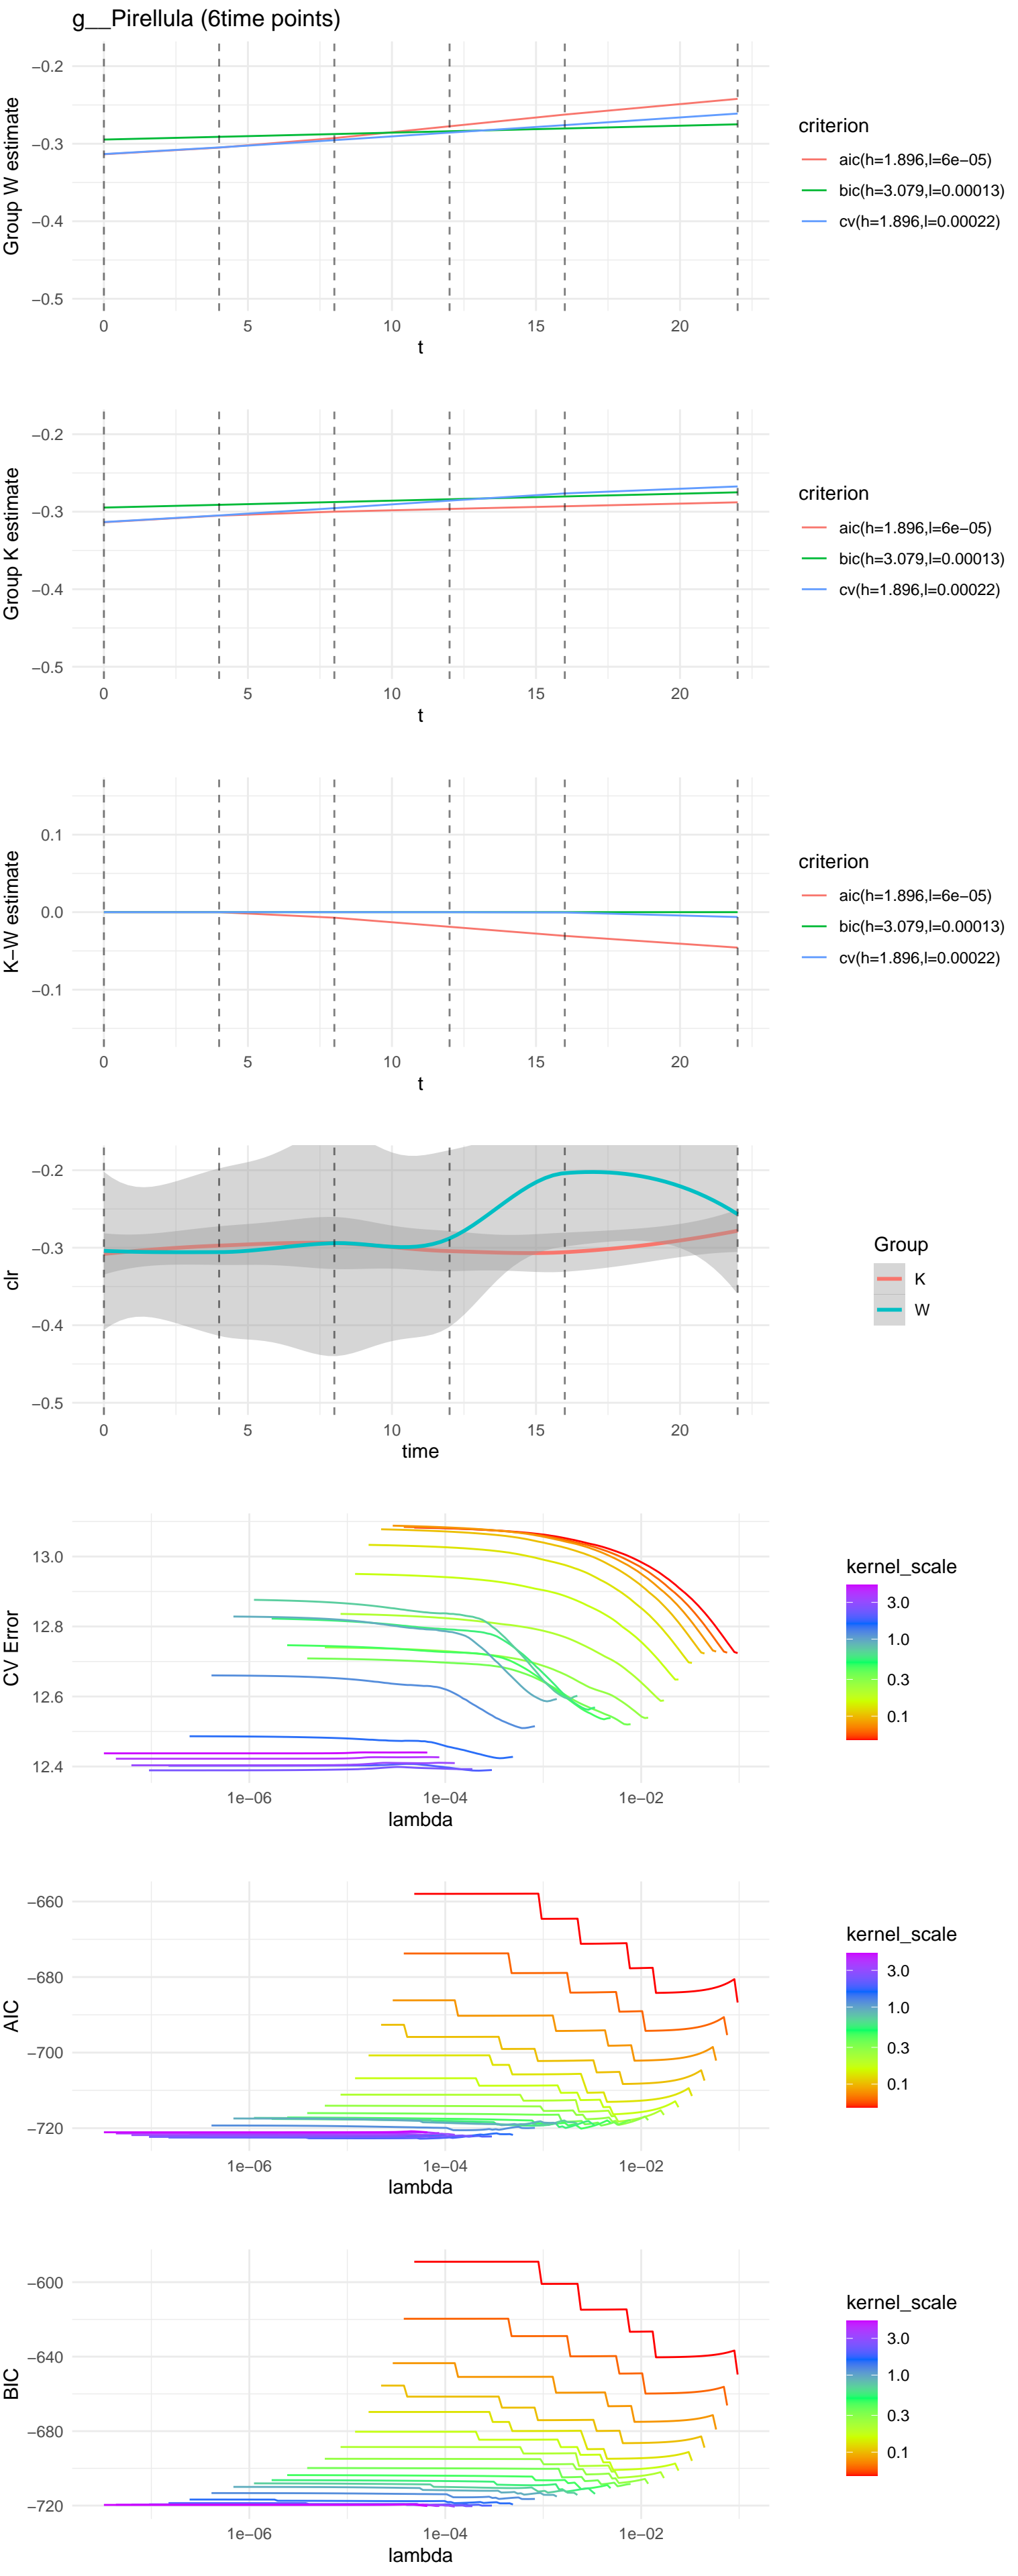 g__Pirellula (6time points)
Group W estimate
−0.2
−0.3
−0.4
−0.5
0 5 10 15 20
t
criterion
aic(h=1.896,l=6e−05)
bic(h=3.079,l=0.00013)
cv(h=1.896,l=0.00022)
Group K estimate
−0.2
−0.3
−0.4
−0.5
0 5 10 15 20
t
criterion
aic(h=1.896,l=6e−05)
bic(h=3.079,l=0.00013)
cv(h=1.896,l=0.00022)
K−W estimate
0.1
0.0
−0.1
0 5 10 15 20
t
criterion
aic(h=1.896,l=6e−05)
bic(h=3.079,l=0.00013)
cv(h=1.896,l=0.00022)
clr
−0.2
−0.3
−0.4
−0.5
0 5 10 15 20
time
Group
K
W
CV Error
13.0
12.8
12.6
12.4
1e−06 1e−04 1e−02
lambda
kernel_scale
3.0
1.0
0.3
0.1
AIC
−660
−680
−700
−720
1e−06 1e−04 1e−02
lambda
kernel_scale
3.0
1.0
0.3
0.1
BIC
−600
−640
−680
−720
1e−06 1e−04 1e−02
lambda
kernel_scale
3.0
1.0
0.3
0.1